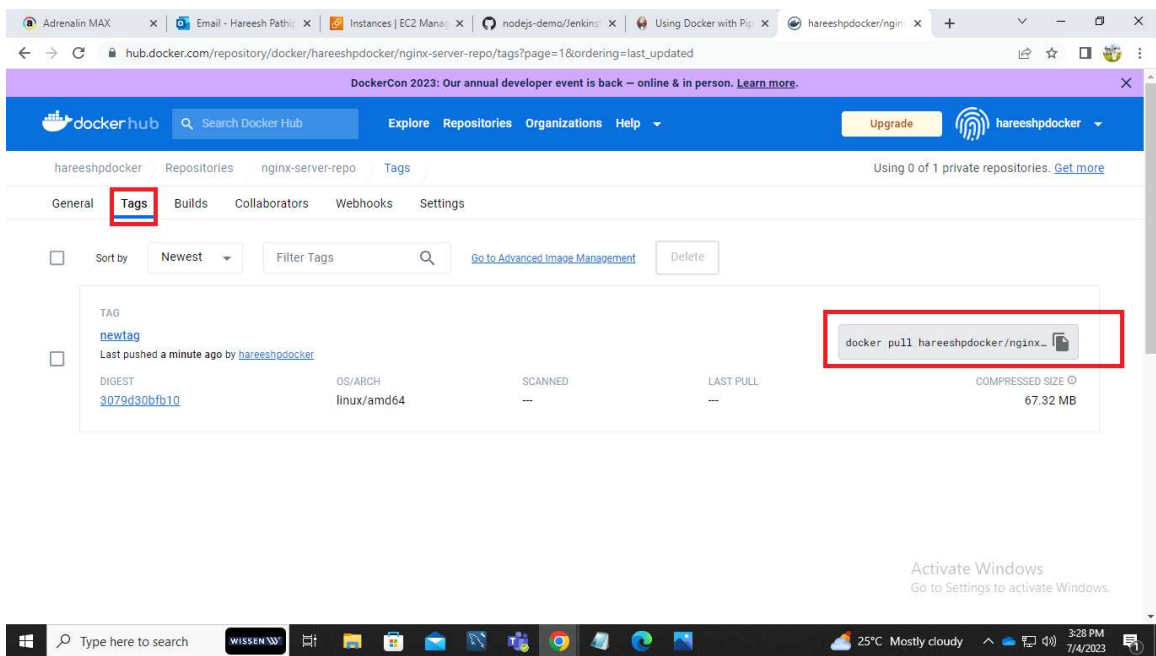 Adrenalin MAX
Email - Hareesh Pathip
Instances | EC2 Manag
nodejs-demo/Jenkins
Using Docker with Pip
hareeshpdocker/ngin
hub.docker.com/repository/docker/hareeshpdocker/nginx-server-repo/tags?page=1&ordering=last_updated
DockerCon 2023: Our annual developer event is back — online & in person. Learn more.
dockerhub
Search Docker Hub
Explore Repositories Organizations Help
Upgrade
hareeshpdocker
hareeshpdocker Repositories nginx-server-repo Tags
Using 0 of 1 private repositories. Get more
General Tags Builds Collaborators Webhooks Settings
Sort by Newest Filter Tags Go to Advanced Image Management Delete
TAG
newtag
Last pushed a minute ago by hareeshpdocker
docker pull hareeshpdocker/nginx…
DIGEST OS/ARCH SCANNED LAST PULL COMPRESSED SIZE
3079d30bfb10 linux/amd64 --- --- 67.32 MB
Activate Windows
Go to Settings to activate Windows.
Type here to search
WISSEN
25°C Mostly cloudy
3:28 PM
7/4/2023